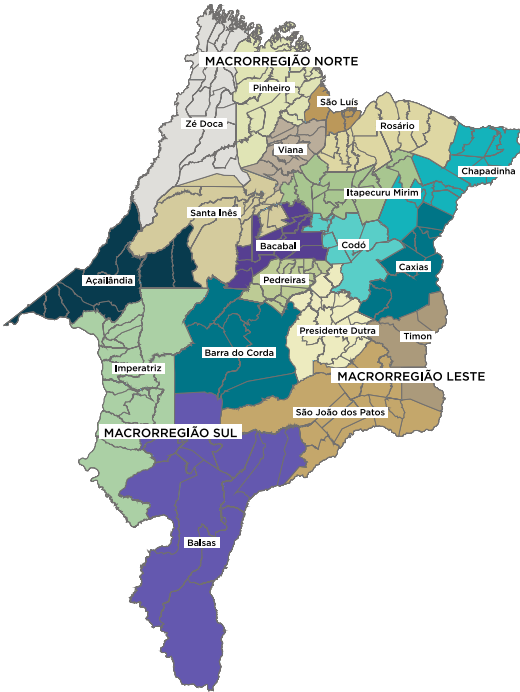 MACRORREGIÃO NORTE
Pinheiro
São Luís
Zé Doca
Rosário
Viana
Chapadinha
Itapecuru Mirim
Santa Inês
Bacabal
Codó
Caxias
Açailândia
Pedreiras
Presidente Dutra
Timon
Barra do Corda
Imperatriz
MACRORREGIÃO LESTE
São João dos Patos
MACRORREGIÃO SUL
Balsas